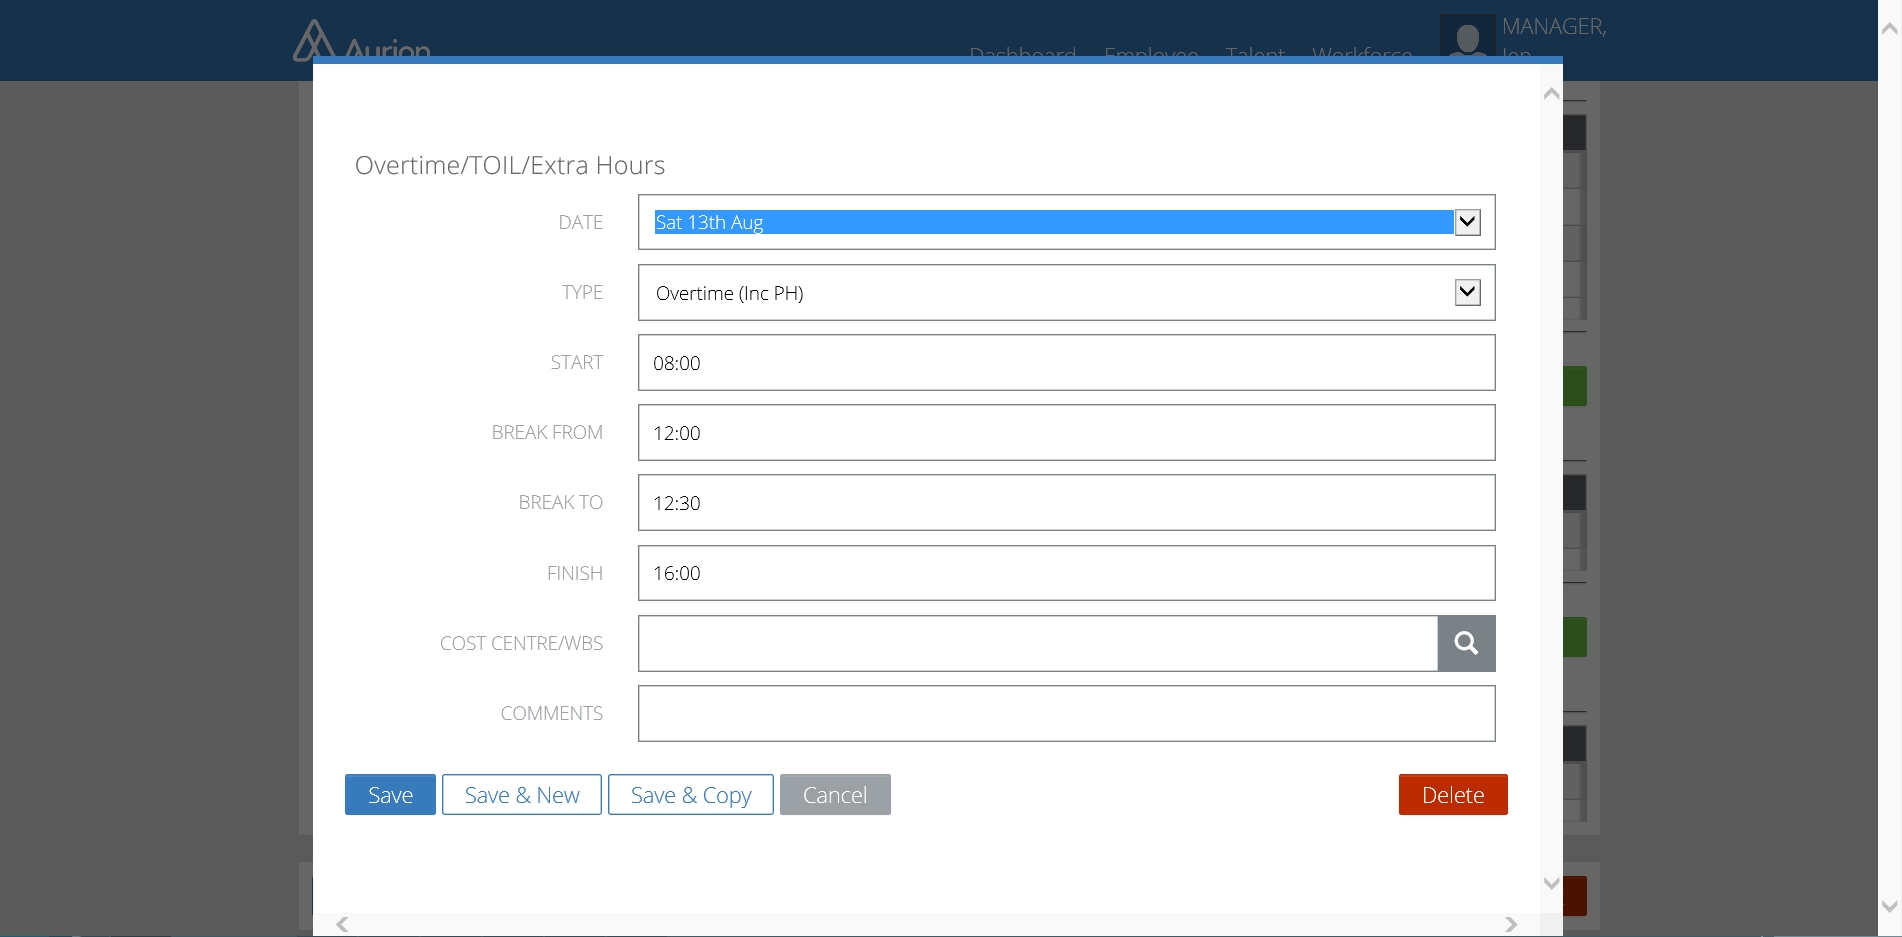 Aurion
Dashboard Employee Talent Workforce
MANAGER,
Jen
Overtime/TOIL/Extra Hours
DATE Sat 13th Aug
TYPE Overtime (Inc PH)
START 08:00
BREAK FROM 12:00
BREAK TO 12:30
FINISH 16:00
COST CENTRE/WBS
COMMENTS
Save Save & New Save & Copy Cancel Delete